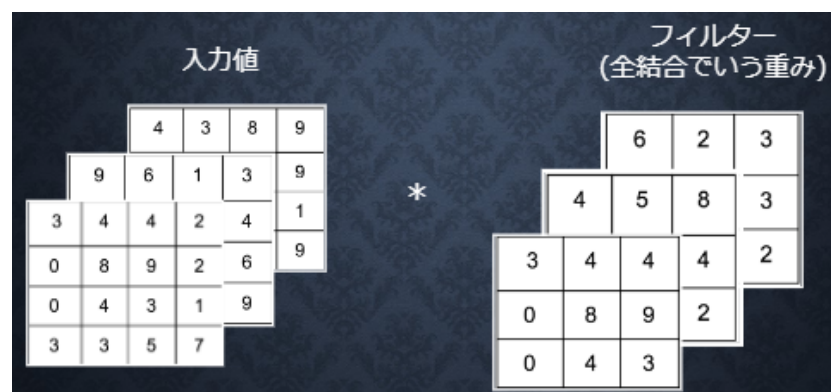 入力値
フィルター
(全結合でいう重み)
4 3 8 9
9 6 1 3 9
3 4 4 2 4 1
0 8 9 2 6 9
0 4 3 1 9
3 3 5 7
*
6 2 3
4 5 8 3
3 4 4 4 2
0 8 9 2
0 4 3